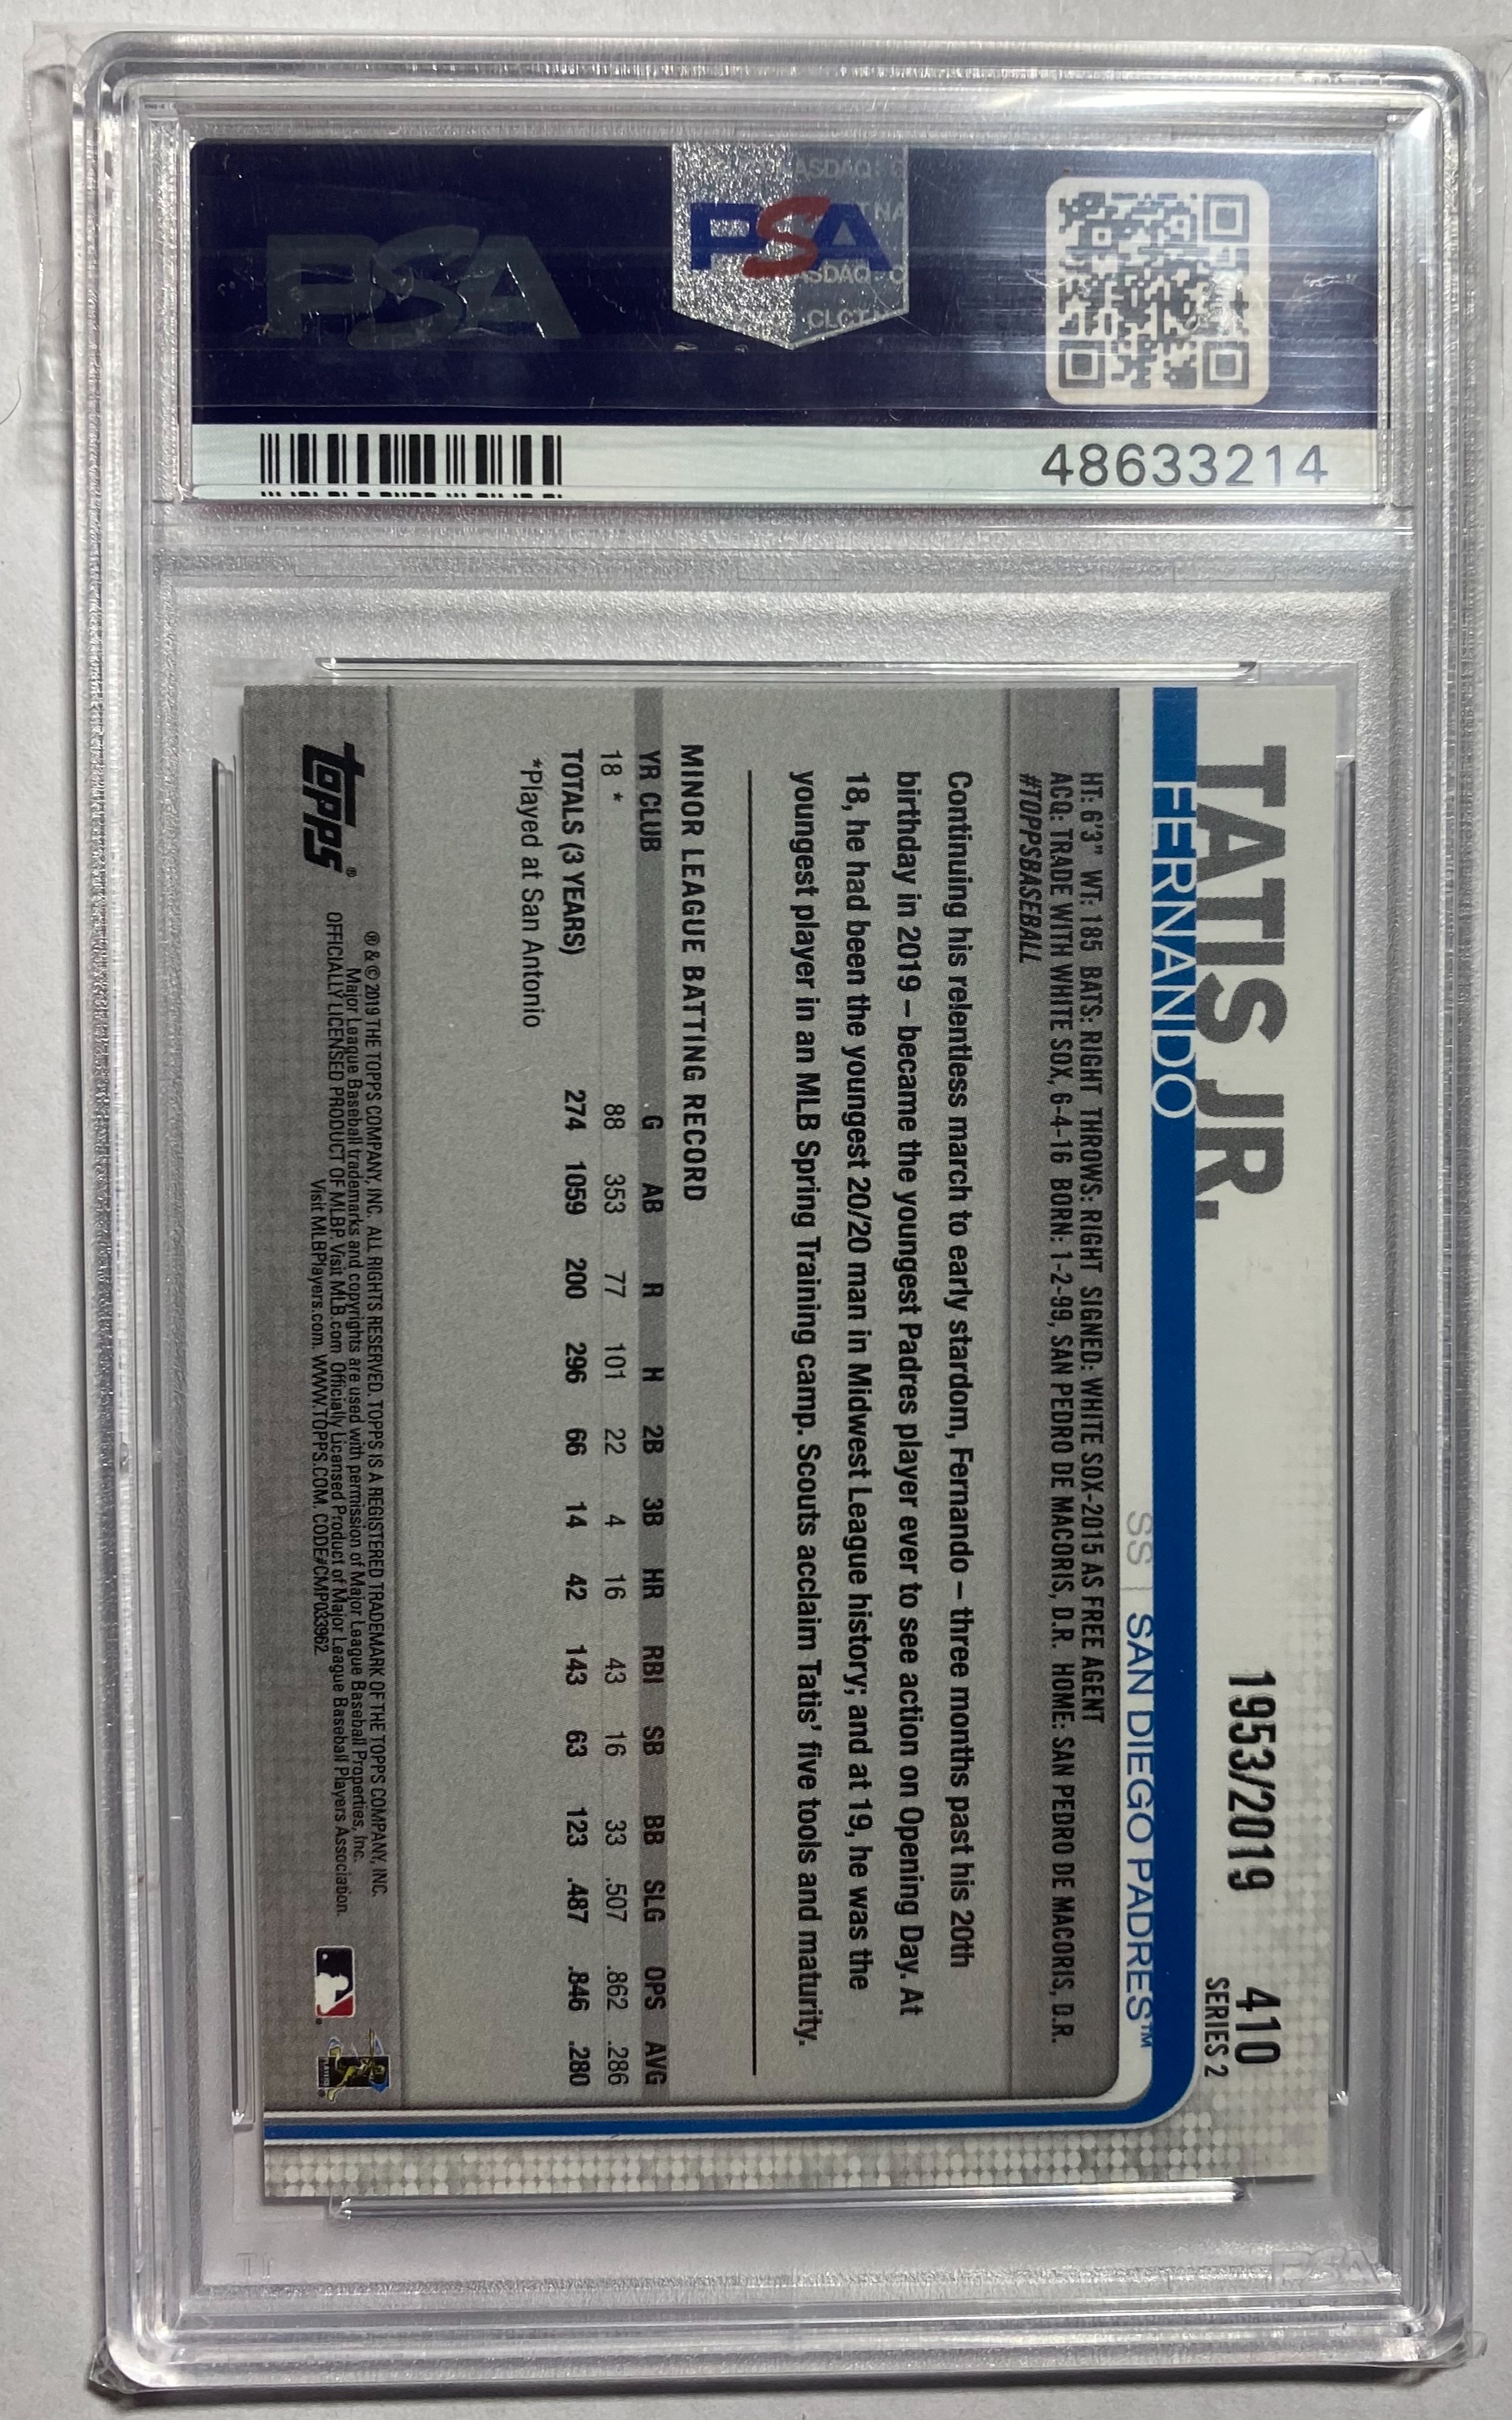 PSA
PSA
48633214
TATIS JR.
FERNANDO
1953/2019
410
SERIES 2
SS | SAN DIEGO PADRES™
HT: 6'3" WT: 185 BATS: RIGHT THROWS: RIGHT SIGNED: WHITE SOX-2015 AS FREE AGENT
ACQ: TRADE WITH WHITE SOX, 6-4-16 BORN: 1-2-99, SAN PEDRO DE MACORIS, D.R. HOME: SAN PEDRO DE MACORIS, D.R.
#TOPPSBASEBALL
Continuing his relentless march to early stardom, Fernando – three months past his 20th
birthday in 2019 – became the youngest Padres player ever to see action on Opening Day. At
18, he had been the youngest 20/20 man in Midwest League history; and at 19, he was the
youngest player in an MLB Spring Training camp. Scouts acclaim Tatis' five tools and maturity.
MINOR LEAGUE BATTING RECORD
YR CLUB G AB R H 2B 3B HR RBI SB BB SLG OPS AVG
18 * 88 353 77 101 22 4 16 43 16 33 .507 .862 .286
TOTALS (3 YEARS) 274 1059 200 296 66 14 42 143 63 123 .487 .846 .280
*Played at San Antonio
topps®
® & © 2019 THE TOPPS COMPANY, INC. ALL RIGHTS RESERVED. TOPPS IS A REGISTERED TRADEMARK OF THE TOPPS COMPANY, INC.
Major League Baseball trademarks and copyrights are used with permission of Major League Baseball Properties, Inc.
OFFICIALLY LICENSED PRODUCT OF MLBP. Visit MLB.com Officially Licensed Product of Major League Baseball Players Association.
Visit MLBPlayers.com. WWW.TOPPS.COM. CODE#CMP033962
PSA